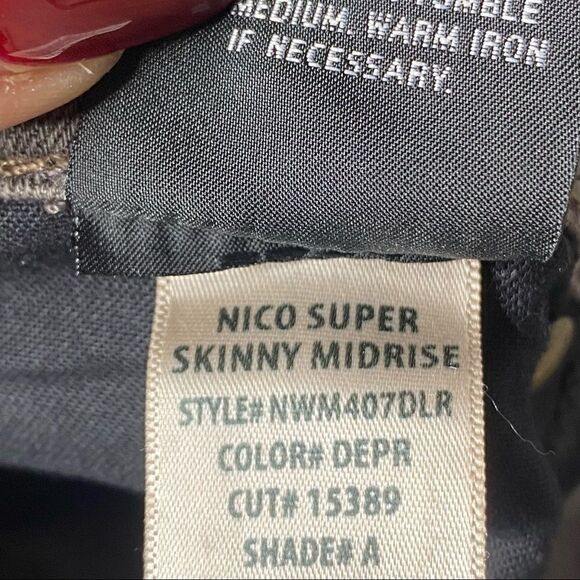 MEDIUM, WARM IRON
IF NECESSARY.
NICO SUPER
SKINNY MIDRISE
STYLE# NWM407DLR
COLOR# DEPR
CUT# 15389
SHADE# A